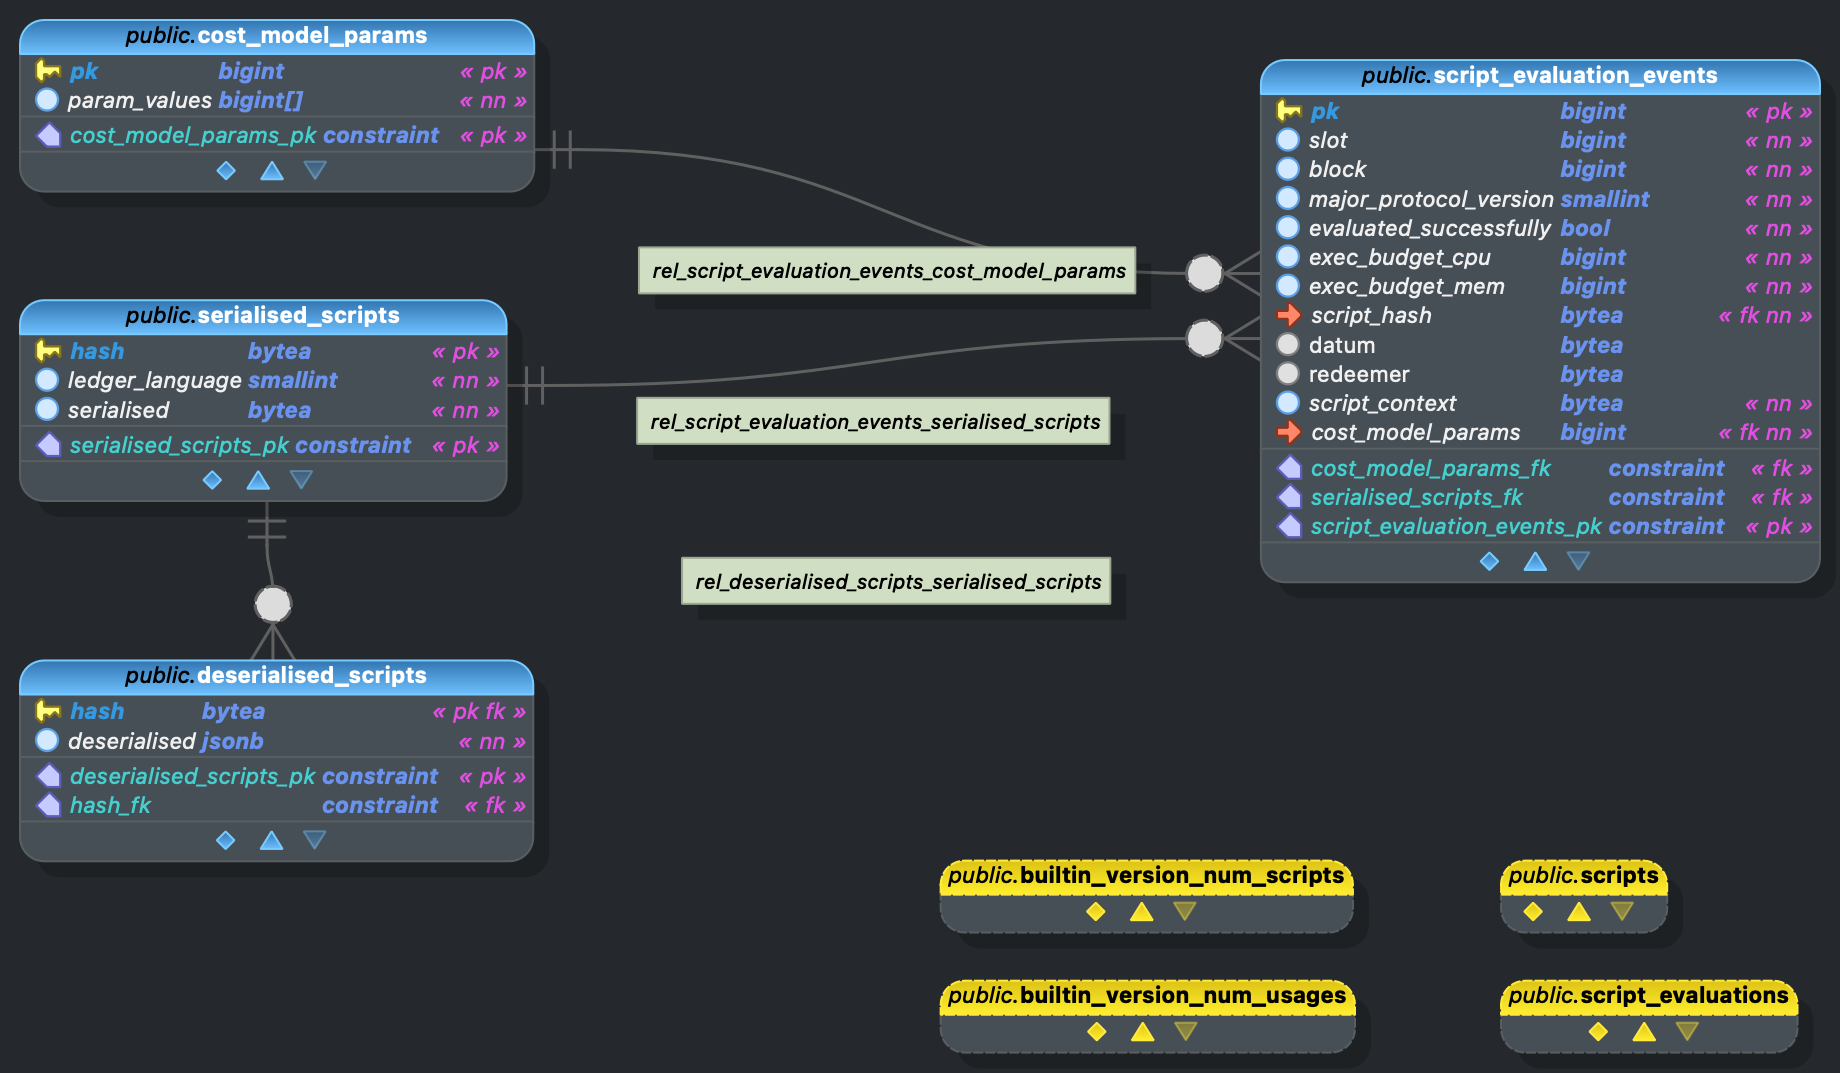 public.cost_model_params
pk bigint « pk »
param_values bigint[] « nn »
cost_model_params_pk constraint « pk »
public.script_evaluation_events
pk bigint « pk »
slot bigint « nn »
block bigint « nn »
major_protocol_version smallint « nn »
evaluated_successfully bool « nn »
exec_budget_cpu bigint « nn »
exec_budget_mem bigint « nn »
script_hash bytea « fk nn »
datum bytea
redeemer bytea
script_context bytea « nn »
cost_model_params bigint « fk nn »
cost_model_params_fk constraint « fk »
serialised_scripts_fk constraint « fk »
script_evaluation_events_pk constraint « pk »
rel_script_evaluation_events_cost_model_params
public.serialised_scripts
hash bytea « pk »
ledger_language smallint « nn »
serialised bytea « nn »
serialised_scripts_pk constraint « pk »
rel_script_evaluation_events_serialised_scripts
rel_deserialised_scripts_serialised_scripts
public.deserialised_scripts
hash bytea « pk fk »
deserialised jsonb « nn »
deserialised_scripts_pk constraint « pk »
hash_fk constraint « fk »
public.builtin_version_num_scripts
public.scripts
public.builtin_version_num_usages
public.script_evaluations